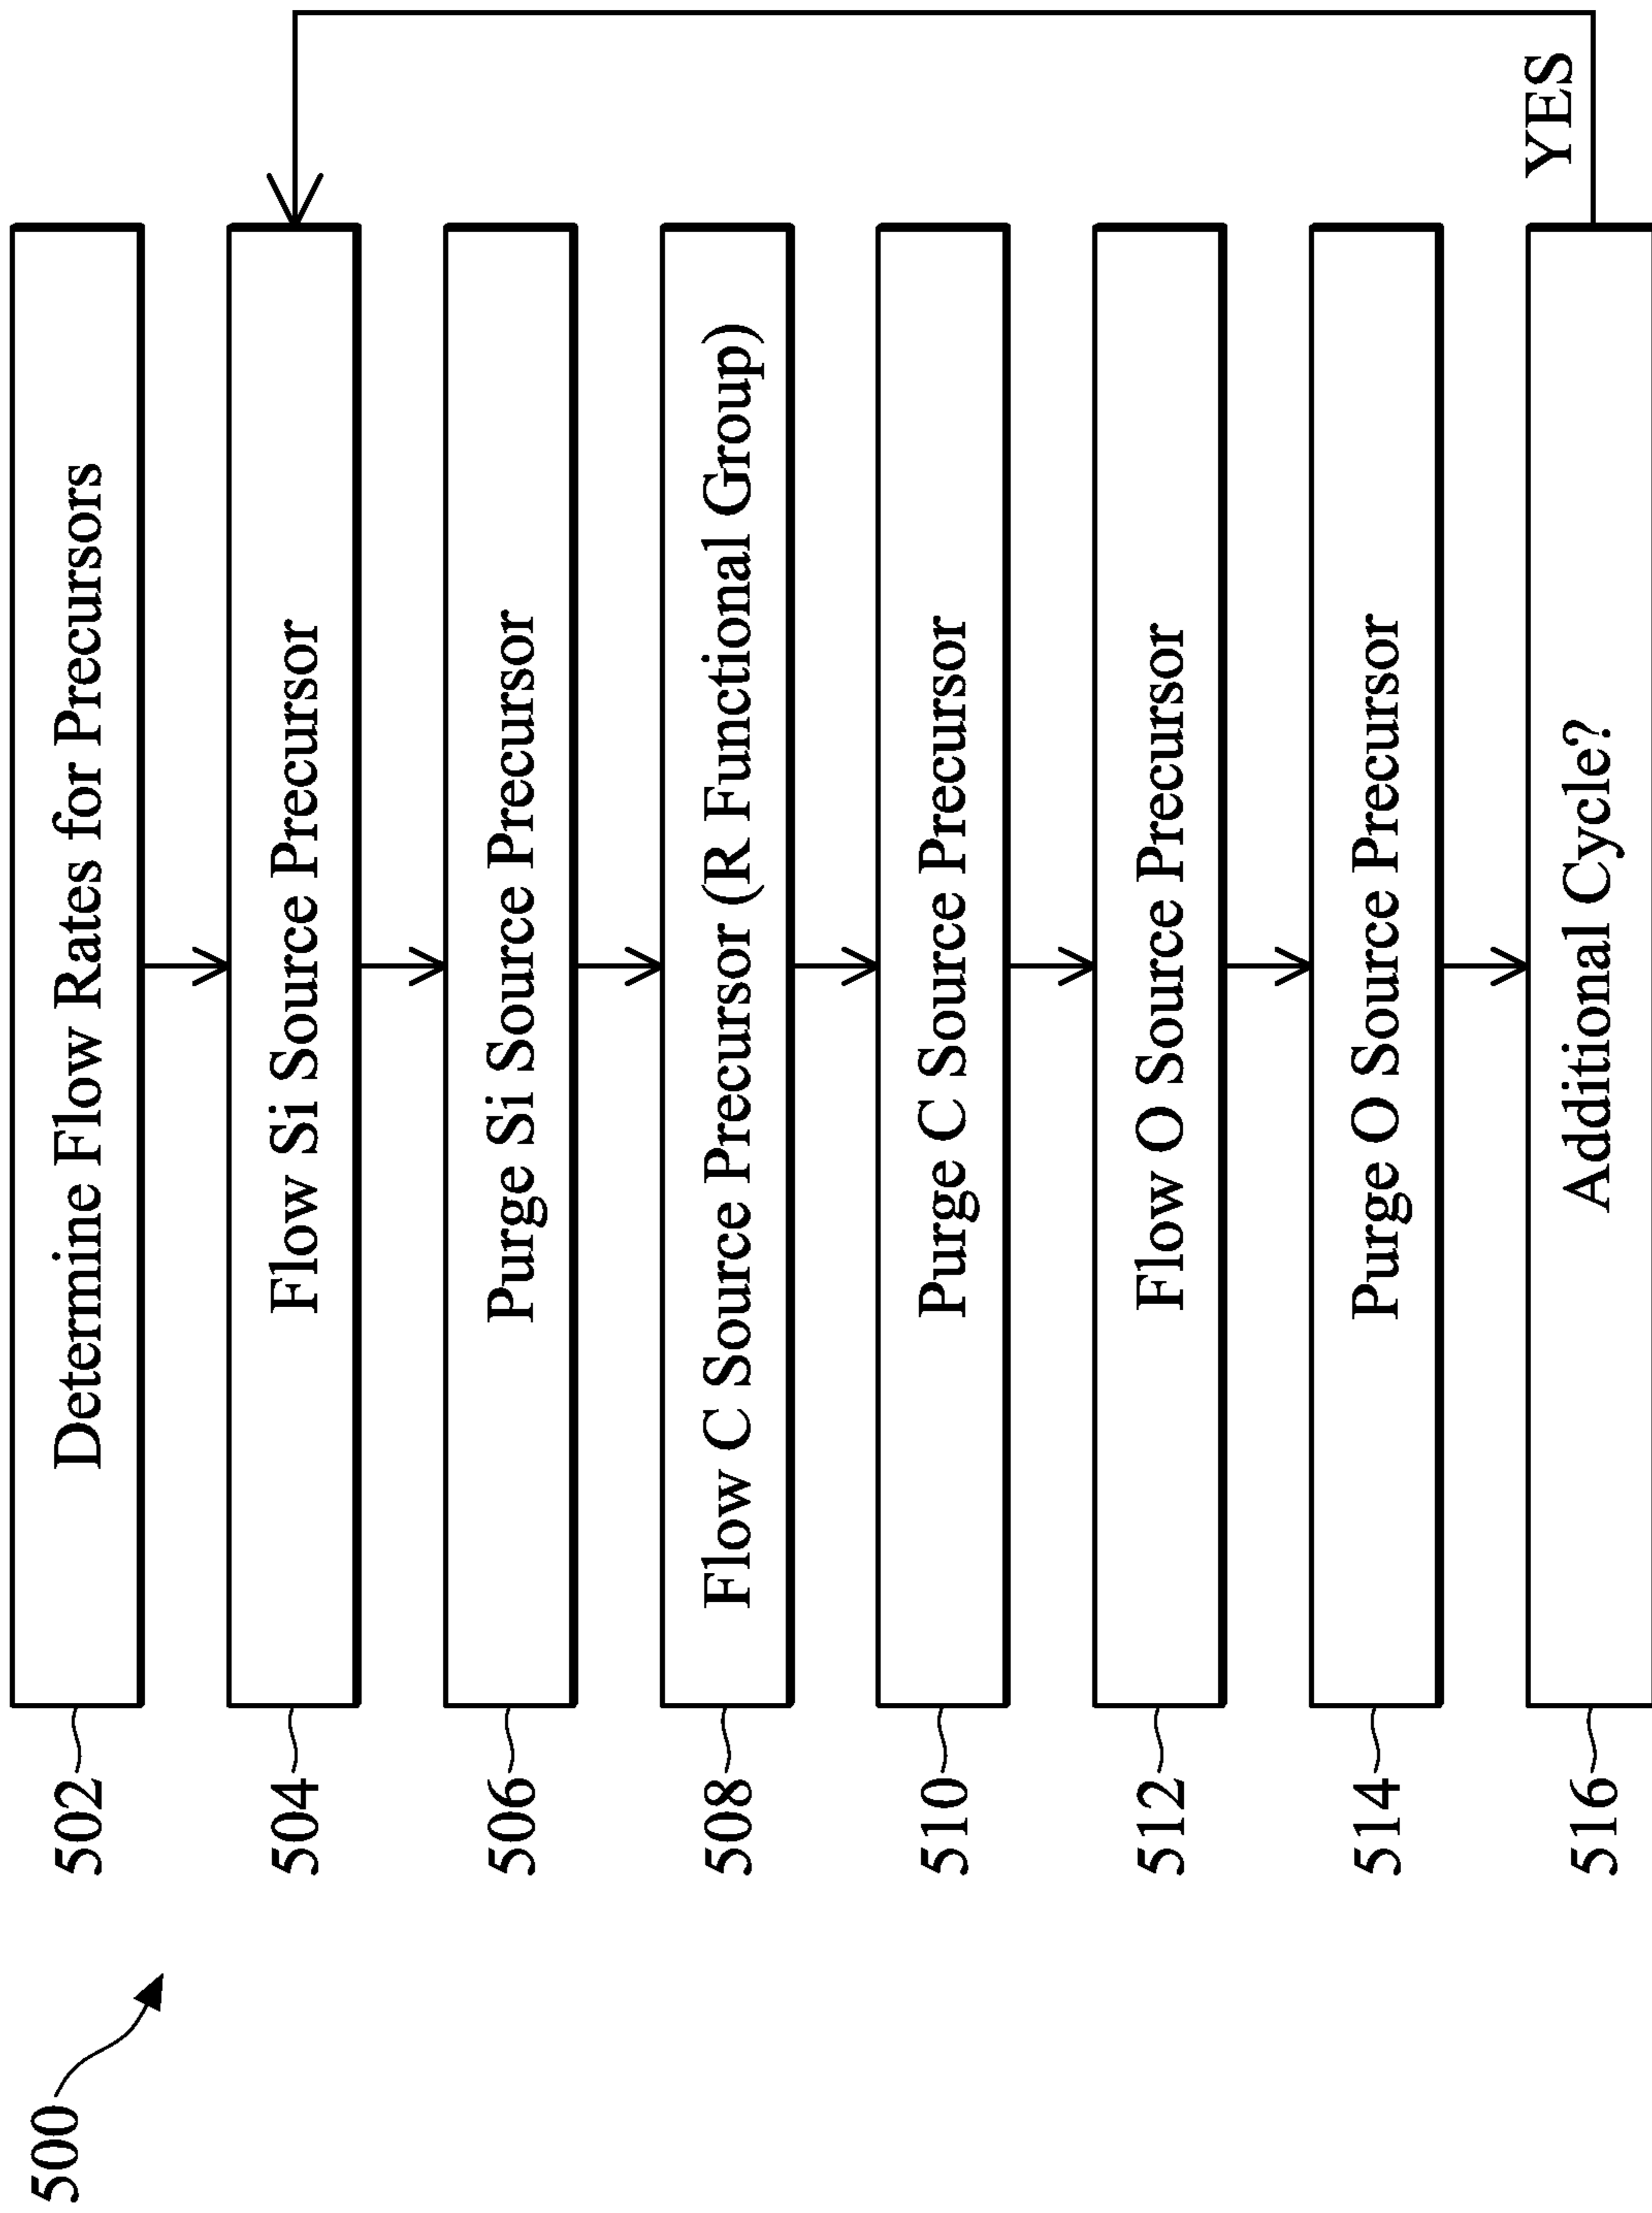 500
502
Determine Flow Rates for Precursors
504
Flow Si Source Precursor
506
Purge Si Source Precursor
508
Flow C Source Precursor (R Functional Group)
510
Purge C Source Precursor
512
Flow O Source Precursor
514
Purge O Source Precursor
516
Additional Cycle?
YES